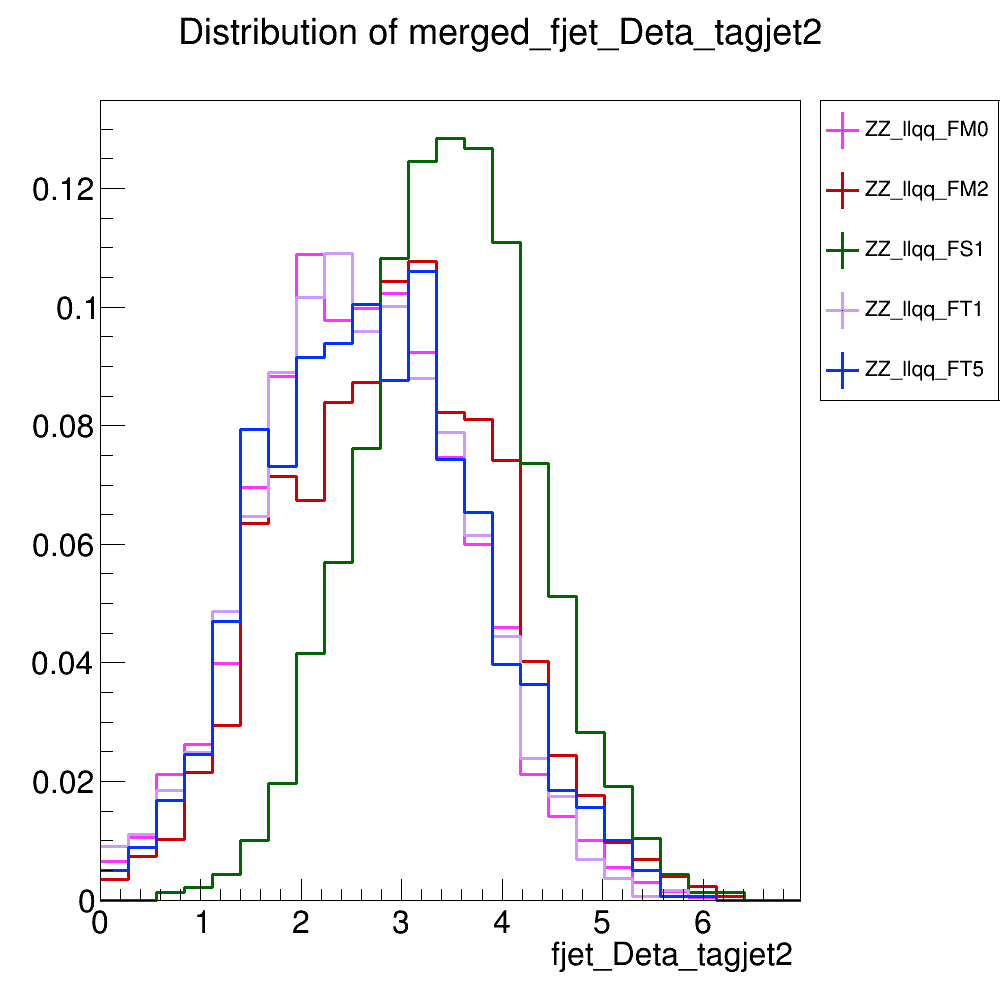 Distribution of merged_fjet_Deta_tagjet2
ZZ_llqq_FM0
ZZ_llqq_FM2
ZZ_llqq_FS1
ZZ_llqq_FT1
ZZ_llqq_FT5
0.12
0.1
0.08
0.06
0.04
0.02
0
0 1 2 3 4 5 6
fjet_Deta_tagjet2